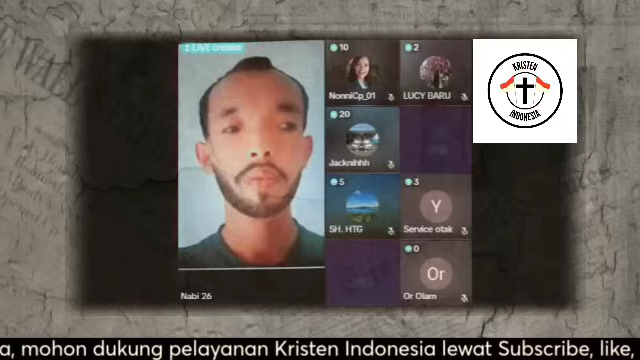 LIVE creator
10
2
NonniCp_01
LUCY BARU
KRISTEN
INDONESIA
20
Jacknihhh
5
3
Y
SH. HTG
Service otak
0
Or
Nabi 26
Or Olam
a, mohon dukung pelayanan Kristen Indonesia lewat Subscribe, like,